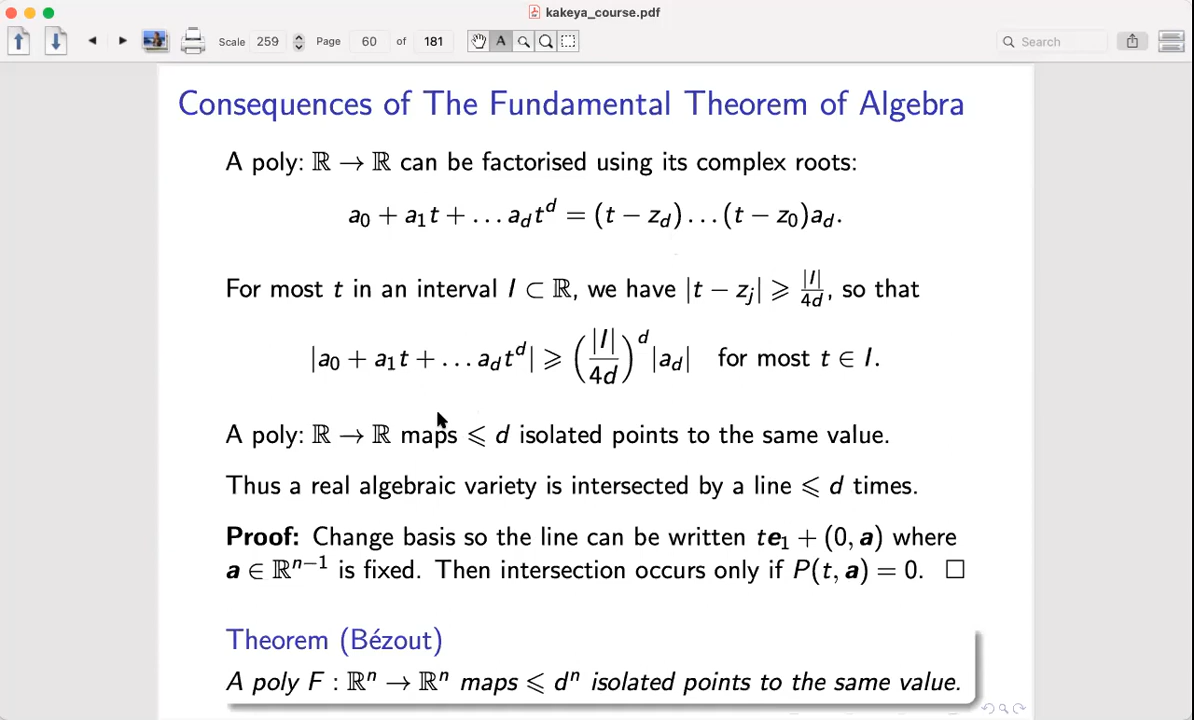 kakeya_course.pdf
Scale 259 Page 60 of 181 A Search
Consequences of The Fundamental Theorem of Algebra
A poly: ℝ → ℝ can be factorised using its complex roots:
a₀ + a₁t + … a_d t^d = (t − z_d) … (t − z₀)a_d.
For most t in an interval I ⊂ ℝ, we have |t − z_j| ⩾ |I|/4d, so that
|a₀ + a₁t + … a_d t^d| ⩾ (|I|/4d)^d |a_d| for most t ∈ I.
A poly: ℝ → ℝ maps ⩽ d isolated points to the same value.
Thus a real algebraic variety is intersected by a line ⩽ d times.
Proof: Change basis so the line can be written te₁ + (0, a) where
a ∈ ℝⁿ⁻¹ is fixed. Then intersection occurs only if P(t, a) = 0. □
Theorem (Bézout)
A poly F : ℝⁿ → ℝⁿ maps ⩽ dⁿ isolated points to the same value.